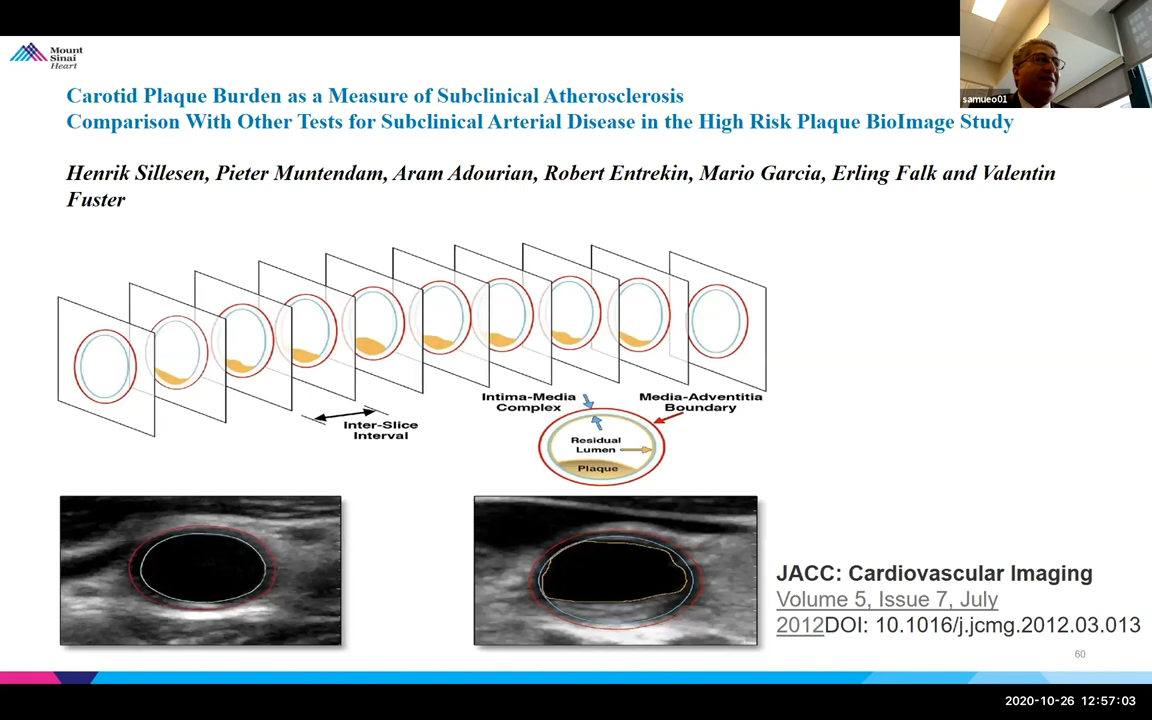 Mount
Sinai
Heart
samueo01
Carotid Plaque Burden as a Measure of Subclinical Atherosclerosis
Comparison With Other Tests for Subclinical Arterial Disease in the High Risk Plaque BioImage Study
Henrik Sillesen, Pieter Muntendam, Aram Adourian, Robert Entrekin, Mario Garcia, Erling Falk and Valentin
Fuster
Inter-Slice
Interval
Intima-Media
Complex
Media-Adventitia
Boundary
Residual
Lumen
Plaque
JACC: Cardiovascular Imaging
Volume 5, Issue 7, July
2012DOI: 10.1016/j.jcmg.2012.03.013
60
2020-10-26 12:57:03